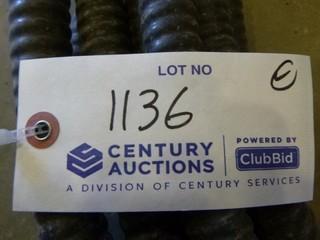 LOT NO
1136
CENTURY AUCTIONS
POWERED BY
ClubBid
A DIVISION OF CENTURY SERVICES